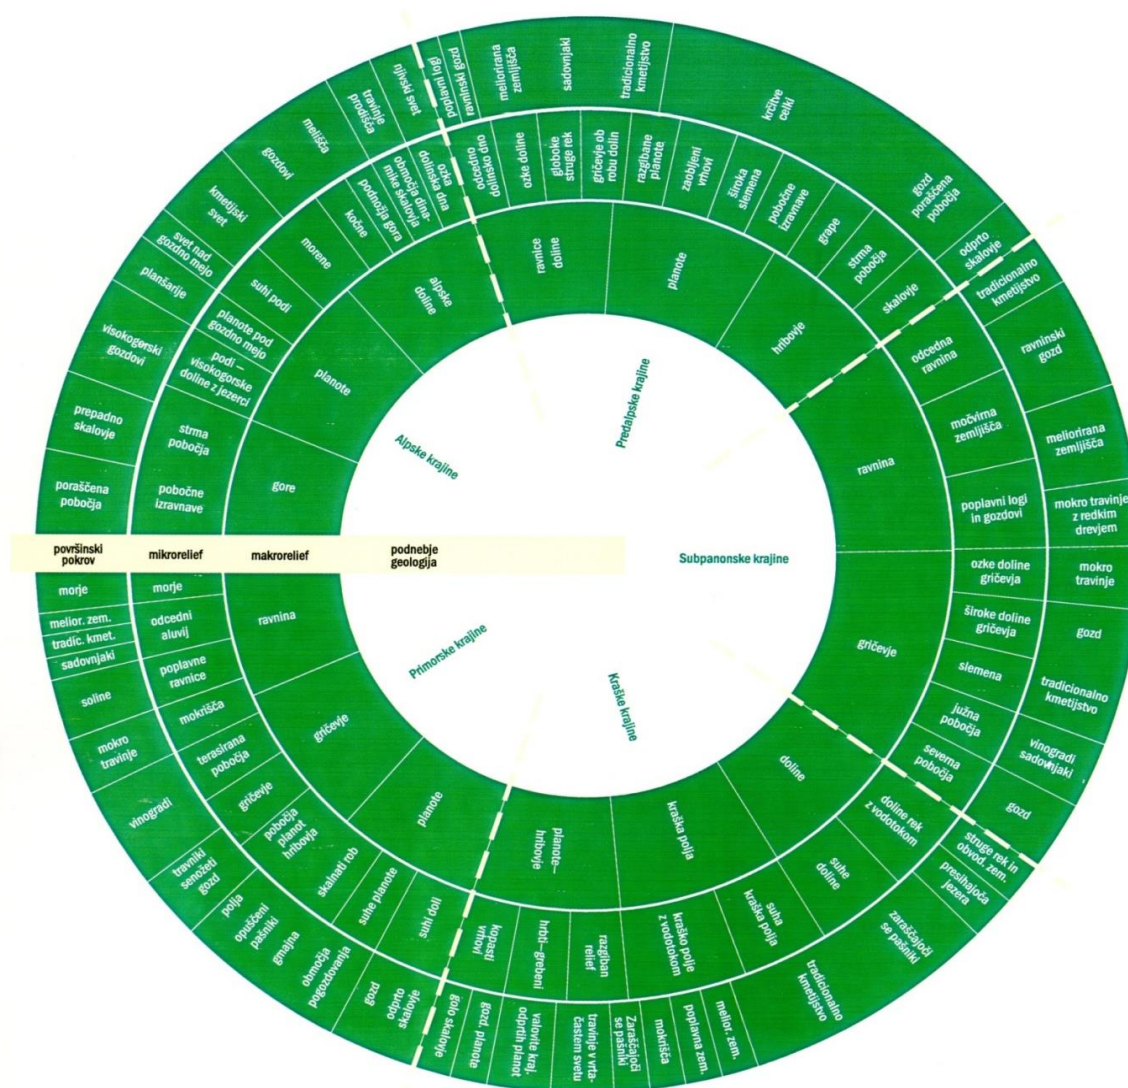 površinski
pokrov
mikrorelief
makrorelief
podnebje
geologija
Alpske krajine
Predalpske krajine
Subpanonske krajine
Kraške krajine
Primorske krajine
gore
planote
alpske
doline
ravnice
doline
planote
hribovje
ravnina
gričevje
doline
kraška polja
planote—
hribovje
planote
gričevje
ravnina
pobočne
izravnave
strma
pobočja
podi —
visokogorske
doline z jezerci
planote pod
gozdno mejo
suhi podi
morene
kočne
podnožja gora
območja dina-
mike skalovja
ozka
dolinska dna
odcedno
dolinsko dno
ozke doline
globoke
struge rek
gričevje ob
robu dolin
razgibane
planote
zaobljeni
vrhovi
široka
slemena
pobočne
izravnave
grape
strma
pobočja
skalovje
odcedna
ravnina
močvirna
zemljišča
poplavni logi
in gozdovi
ozke doline
gričevja
široke doline
gričevja
slemena
južna
pobočja
severna
pobočja
doline rek
z vodotokom
suhe
doline
suha
kraška polja
kraško polje
z vodotokom
razgiban
relief
hrbti—grebeni
kopasti
vrhovi
suhi doli
suhe planote
skalnati rob
pobočja
planot
hribovja
gričevje
terasirana
pobočja
mokrišča
poplavne
ravnice
odcedni
aluvij
morje
poraščena
pobočja
prepadno
skalovje
visokogorski
gozdovi
planšarije
svet nad
gozdno mejo
kmetijski
svet
gozdovi
melišča
travinje
prodišča
njivski svet
poplavni logi
ravninski gozd
meliorirana
zemljišča
sadovnjaki
tradicionalno
kmetijstvo
krčitve
celki
gozd
poraščena
pobočja
odprto
skalovje
tradicionalno
kmetijstvo
ravninski
gozd
meliorirana
zemljišča
mokro travinje
z redkim
drevjem
mokro
travinje
gozd
tradicionalno
kmetijstvo
vinogradi
sadovnjaki
gozd
struge rek in
obvod. zem.
presihajoča
jezera
zaraščajoči
se pašniki
tradicionalno
kmetijstvo
melior. zem.
poplavna zem.
mokrišča
Zaraščajoči
se pašniki
travinje v vrta-
častem svetu
valovite kraj.
odprtih planot
gozd. planote
golo skalovje
odprto
skalovje
gozd
območja
pogozdovanja
gmajna
opuščeni
pašniki
polja
travniki
senožeti
gozd
vinogradi
mokro
travinje
soline
sadovnjaki
tradic. kmet.
melior. zem.
morje